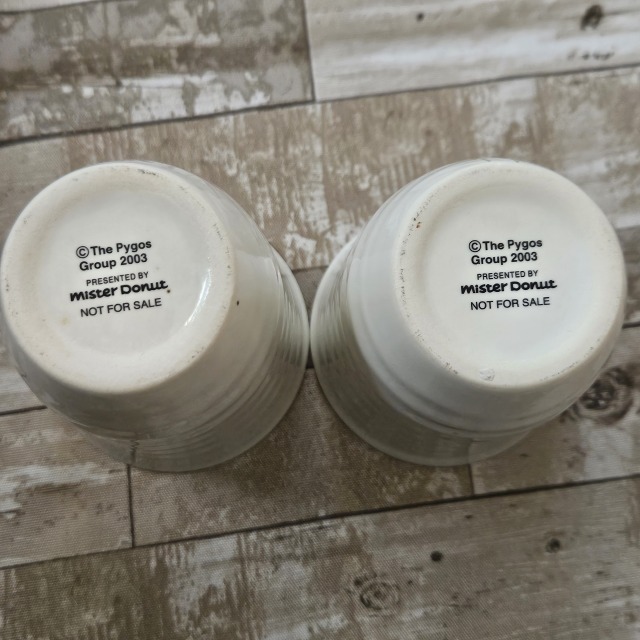 ©The Pygos
Group 2003
PRESENTED BY
mister Donut
NOT FOR SALE
©The Pygos
Group 2003
PRESENTED BY
mister Donut
NOT FOR SALE